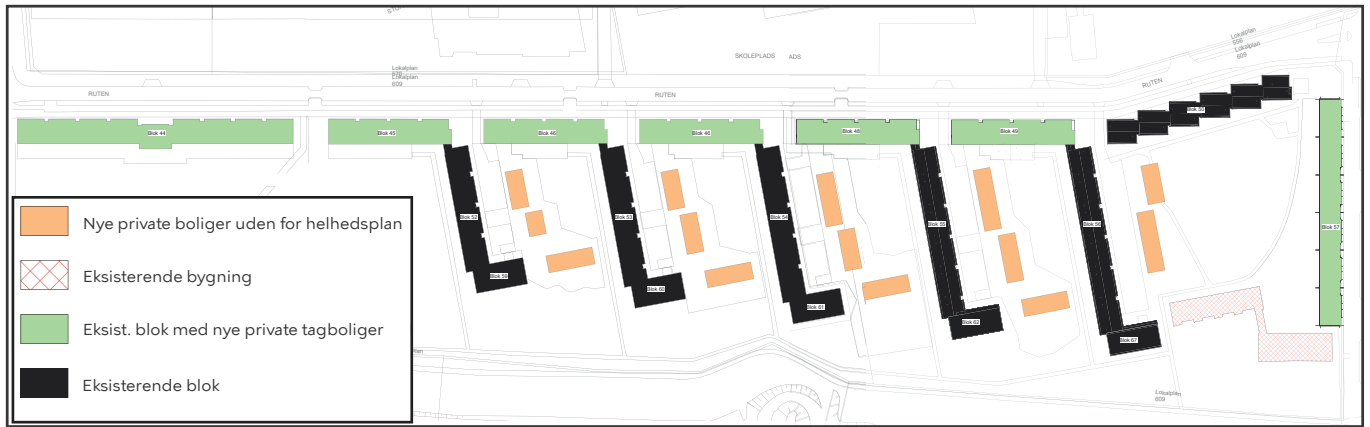 STO
SKOLEPLADS
ADS
Lokalplan
696
Lokalplan
609
Lokalplan
609
RUTEN
RUTEN
RUTEN
Blok 44
Blok 45
Blok 46
Blok 46
Blok 48
Blok 49
Blok 50
Blok 52
Blok 53
Blok 54
Blok 55
Blok 56
Blok 57
Blok 59
Blok 60
Blok 61
Blok 67
Nye private boliger uden for helhedsplan
Eksisterende bygning
Eksist. blok med nye private tagboliger
Eksisterende blok
Lokalplan
609